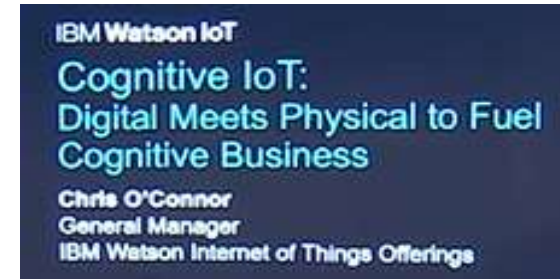 IBM Watson IoT
Cognitive IoT:
Digital Meets Physical to Fuel
Cognitive Business
Chris O'Connor
General Manager
IBM Watson Internet of Things Offerings